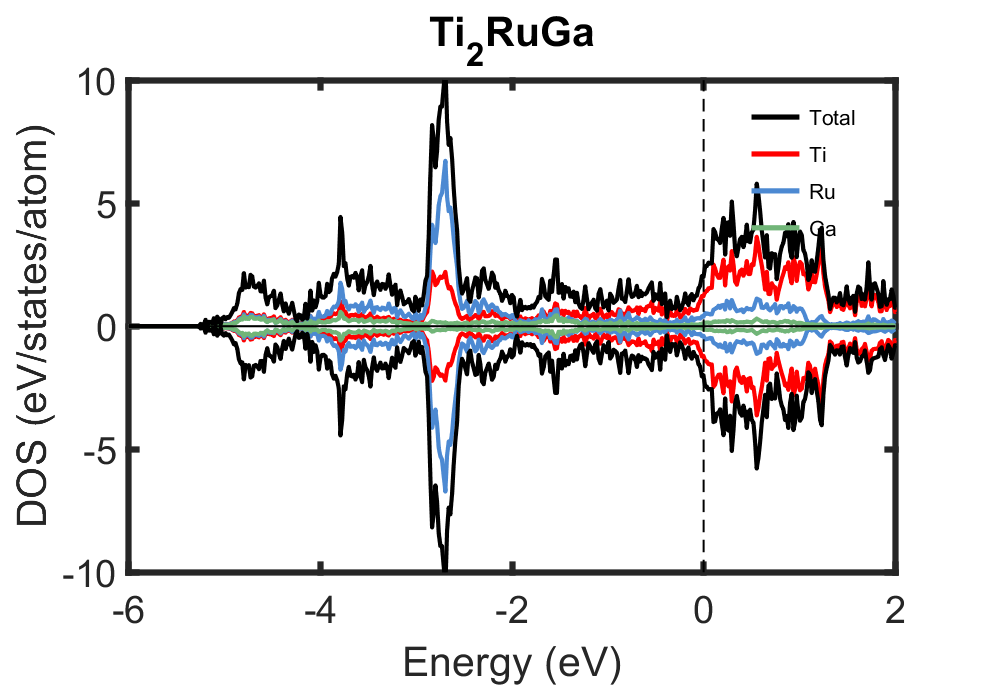 Ti2RuGa
DOS (eV/states/atom)
10
5
0
-5
-10
Total
Ti
Ru
Ga
-6
-4
-2
0
2
Energy (eV)